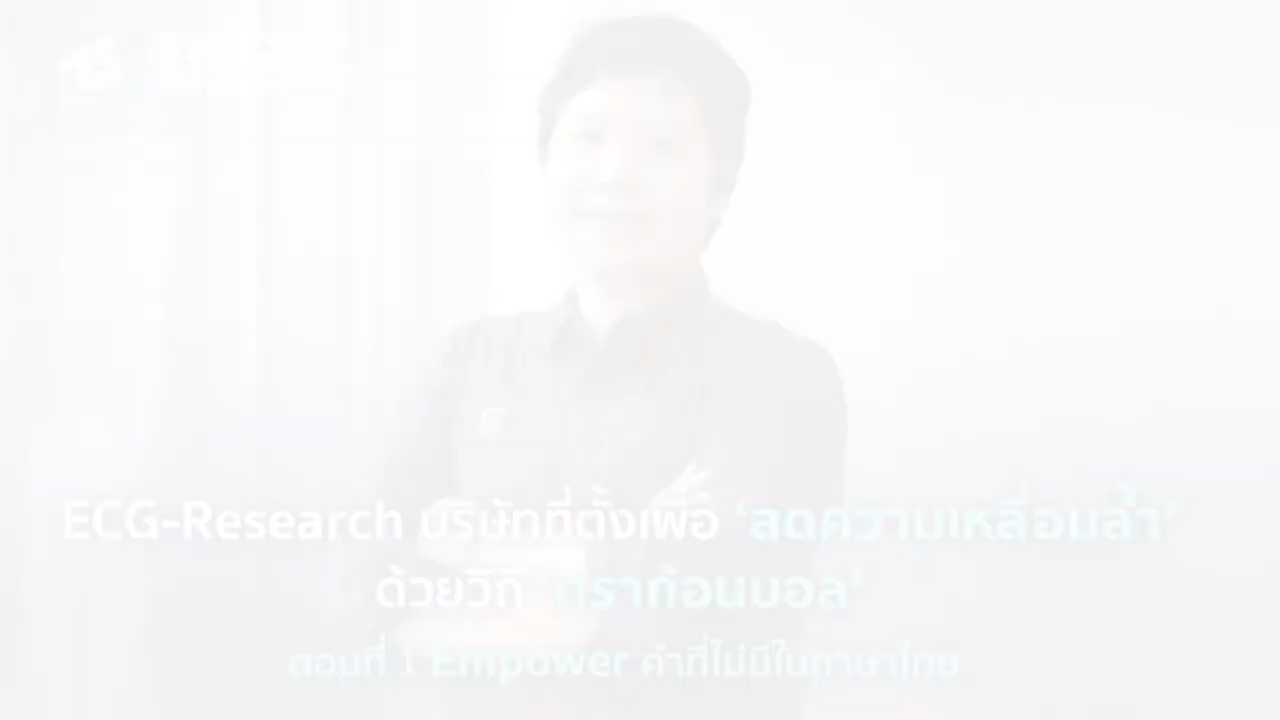 ECG-Research บริษัทที่ตั้งเพื่อ 'ลดความเหลื่อมล้ำ'
ด้วยวิถี 'ดราก้อนบอล'
ตอนที่ 1 Empower คำที่ไม่มีในภาษาไทย